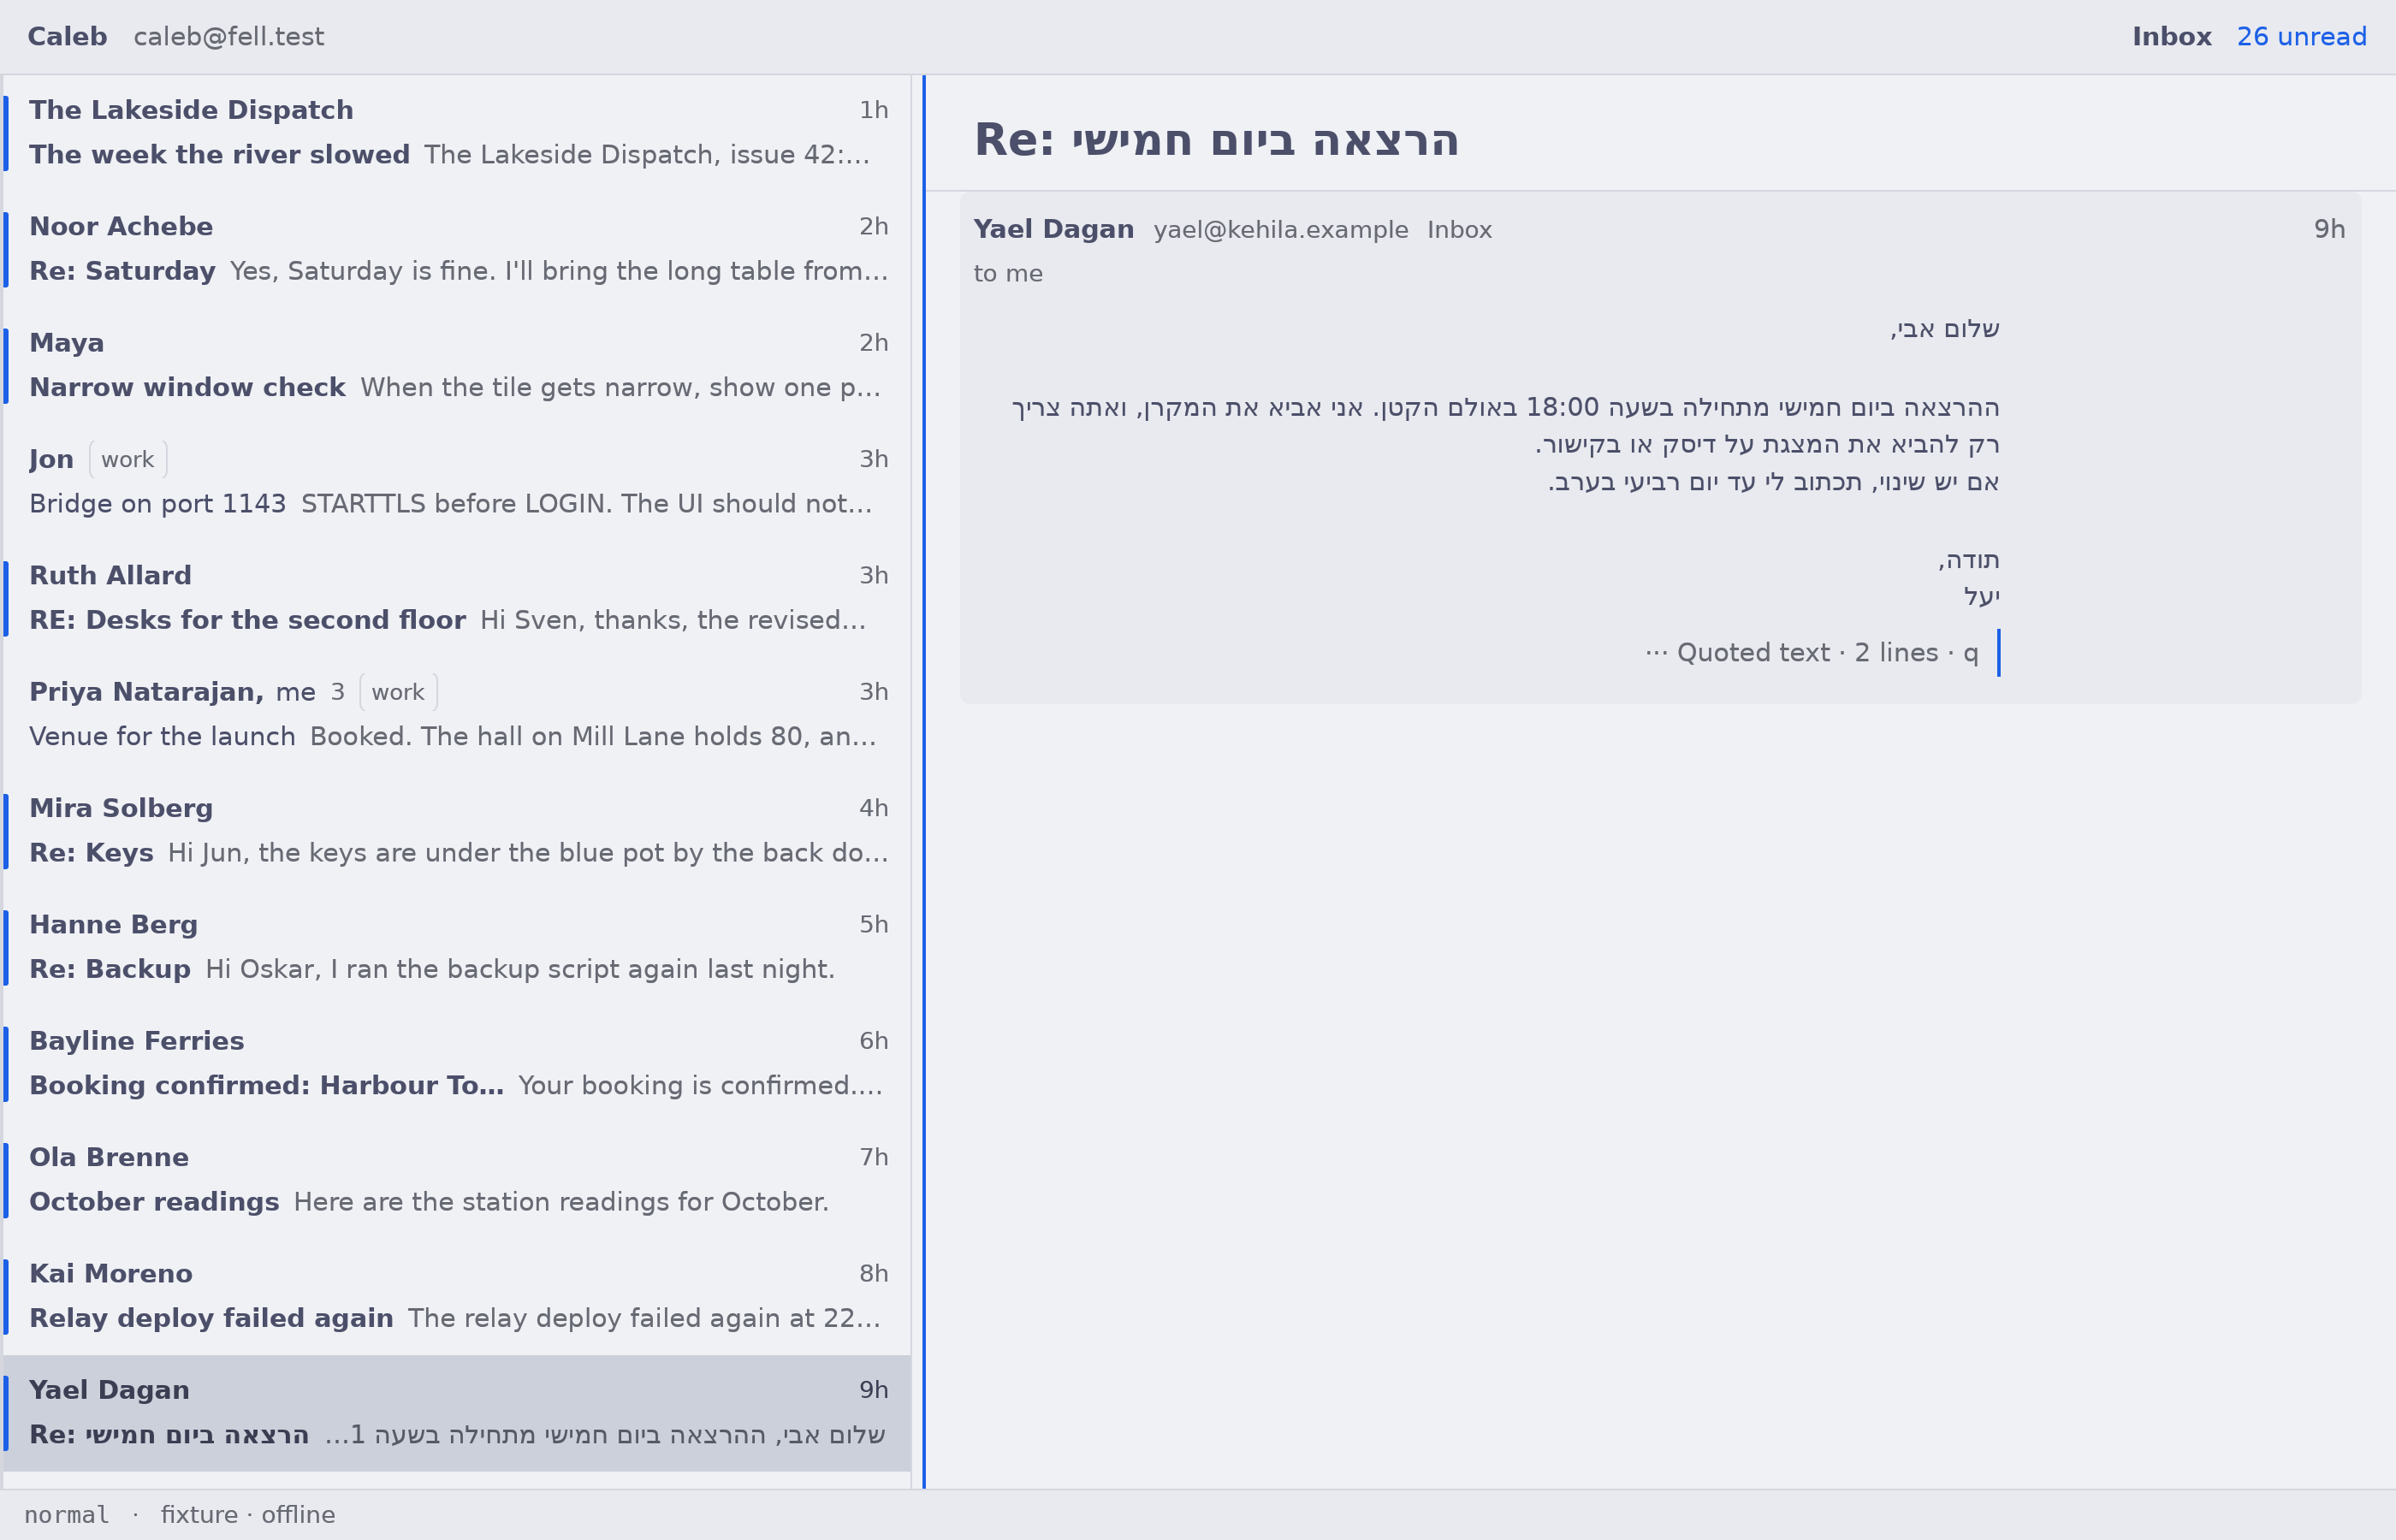 Caleb caleb@fell.test
Inbox 26 unread
The Lakeside Dispatch 1h
The week the river slowed The Lakeside Dispatch, issue 42:…
Noor Achebe 2h
Re: Saturday Yes, Saturday is fine. I'll bring the long table from…
Maya 2h
Narrow window check When the tile gets narrow, show one p…
Jon work 3h
Bridge on port 1143 STARTTLS before LOGIN. The UI should not…
Ruth Allard 3h
RE: Desks for the second floor Hi Sven, thanks, the revised…
Priya Natarajan, me 3 work 3h
Venue for the launch Booked. The hall on Mill Lane holds 80, an…
Mira Solberg 4h
Re: Keys Hi Jun, the keys are under the blue pot by the back do…
Hanne Berg 5h
Re: Backup Hi Oskar, I ran the backup script again last night.
Bayline Ferries 6h
Booking confirmed: Harbour To… Your booking is confirmed.…
Ola Brenne 7h
October readings Here are the station readings for October.
Kai Moreno 8h
Relay deploy failed again The relay deploy failed again at 22…
Yael Dagan 9h
Re: הרצאה ביום חמישי שלום אבי, ההרצאה ביום חמישי מתחילה בשעה 1…
Re: הרצאה ביום חמישי
Yael Dagan yael@kehila.example Inbox 9h
to me
שלום אבי,
ההרצאה ביום חמישי מתחילה בשעה 18:00 באולם הקטן. אני אביא את המקרן, ואתה צריך
רק להביא את המצגת על דיסק או בקישור.
אם יש שינוי, תכתוב לי עד יום רביעי בערב.
תודה,
יעל
··· Quoted text · 2 lines · q
normal · fixture · offline